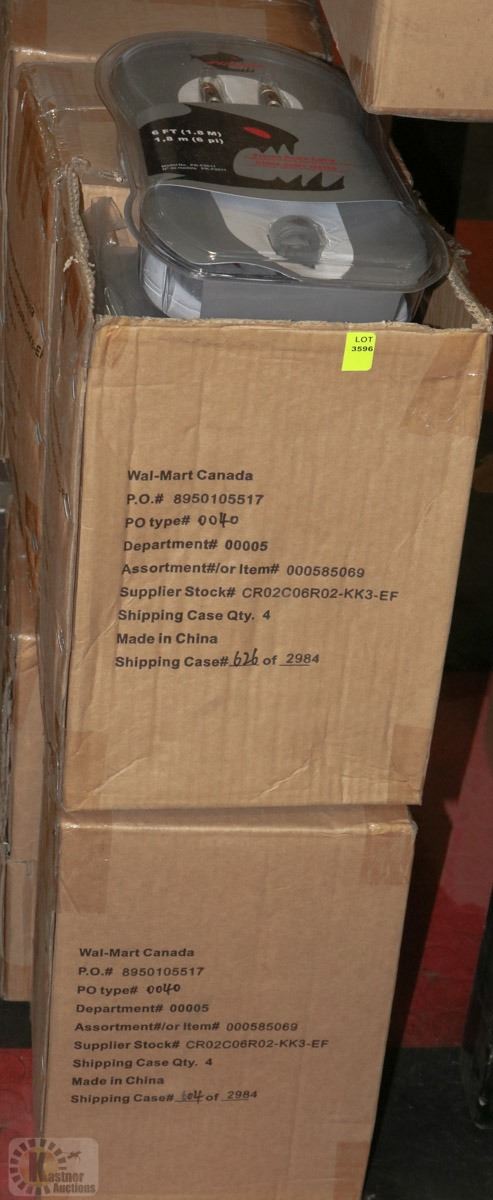 6 FT (1.8 M)
1,8 m (6 pi)
LOT
3596
Wal-Mart Canada
P.O.# 8950105517
PO type# 0040
Department# 00005
Assortment#/or Item# 000585069
Supplier Stock# CR02C06R02-KK3-EF
Shipping Case Qty. 4
Made in China
Shipping Case# 626 of 2984
Wal-Mart Canada
P.O.# 8950105517
PO type# 0040
Department# 00005
Assortment#/or Item# 000585069
Supplier Stock# CR02C06R02-KK3-EF
Shipping Case Qty. 4
Made in China
Shipping Case# 604 of 2984
Kastner
Auctions